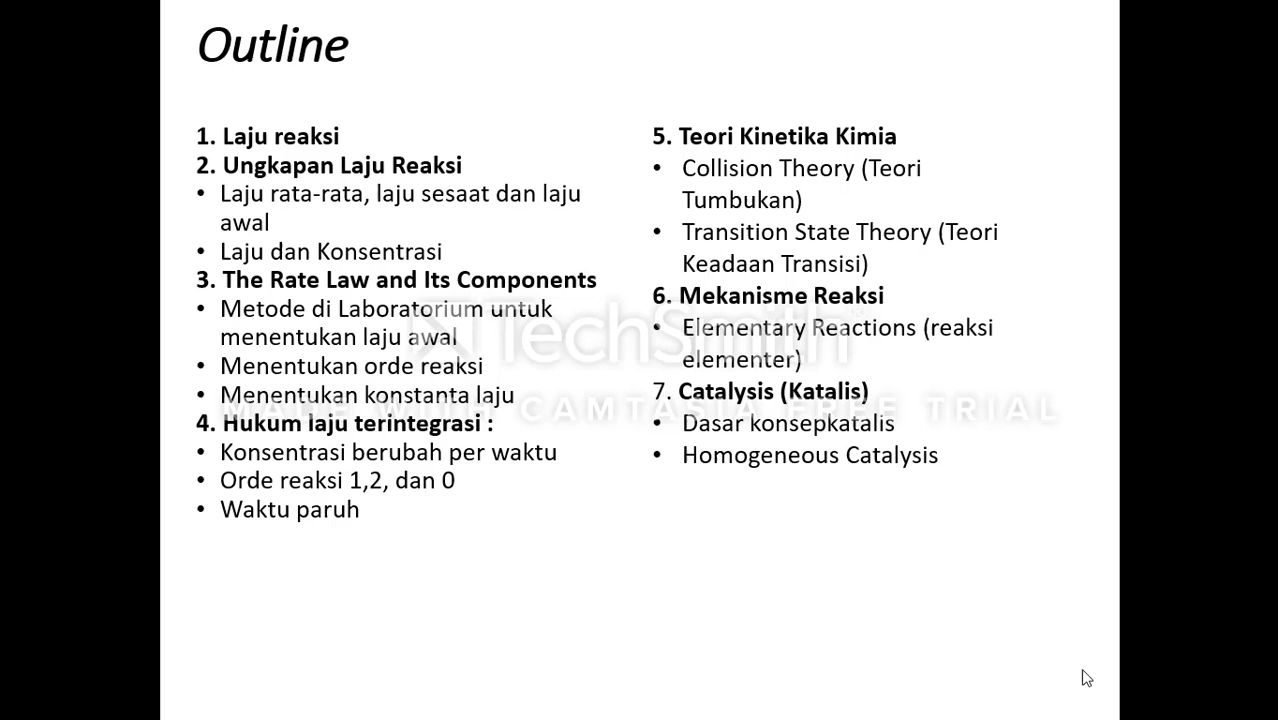 Outline
1. Laju reaksi
2. Ungkapan Laju Reaksi
• Laju rata-rata, laju sesaat dan laju
awal
• Laju dan Konsentrasi
3. The Rate Law and Its Components
• Metode di Laboratorium untuk
menentukan laju awal
• Menentukan orde reaksi
• Menentukan konstanta laju
4. Hukum laju terintegrasi :
• Konsentrasi berubah per waktu
• Orde reaksi 1,2, dan 0
• Waktu paruh
5. Teori Kinetika Kimia
• Collision Theory (Teori
Tumbukan)
• Transition State Theory (Teori
Keadaan Transisi)
6. Mekanisme Reaksi
• Elementary Reactions (reaksi
elementer)
7. Catalysis (Katalis)
• Dasar konsepkatalis
• Homogeneous Catalysis
TechSmith®
MADE WITH CAMTASIA FREE TRIAL